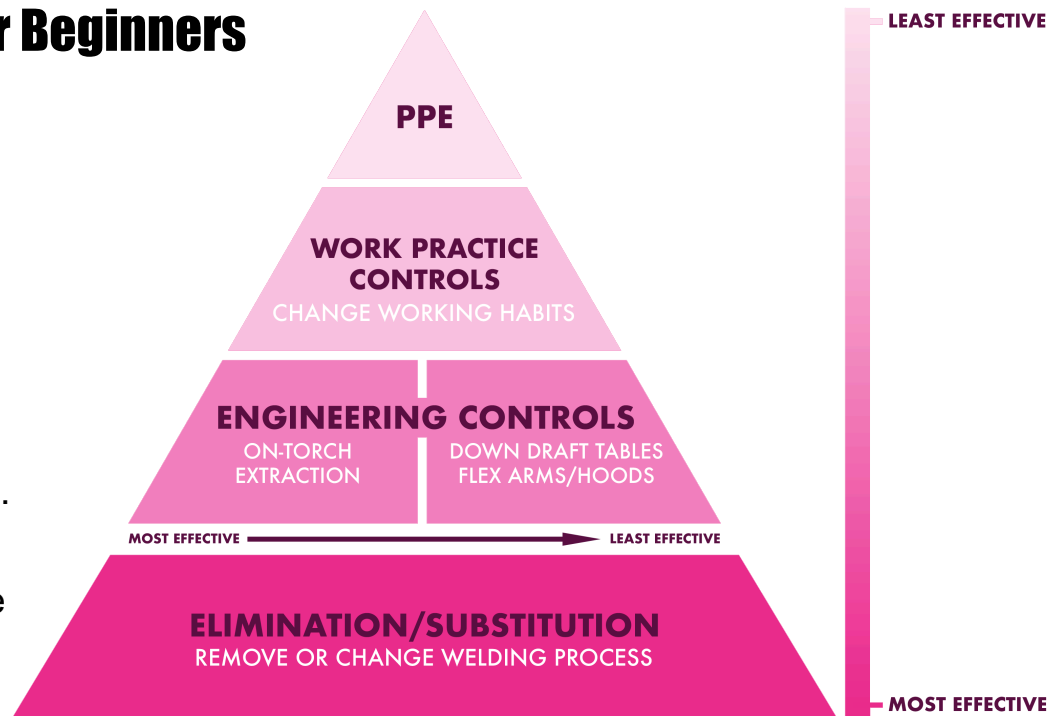 r Beginners
LEAST EFFECTIVE
PPE
WORK PRACTICE
CONTROLS
CHANGE WORKING HABITS
ENGINEERING CONTROLS
ON-TORCH
EXTRACTION
DOWN DRAFT TABLES
FLEX ARMS/HOODS
.
MOST EFFECTIVE
LEAST EFFECTIVE
e
ELIMINATION/SUBSTITUTION
REMOVE OR CHANGE WELDING PROCESS
MOST EFFECTIVE